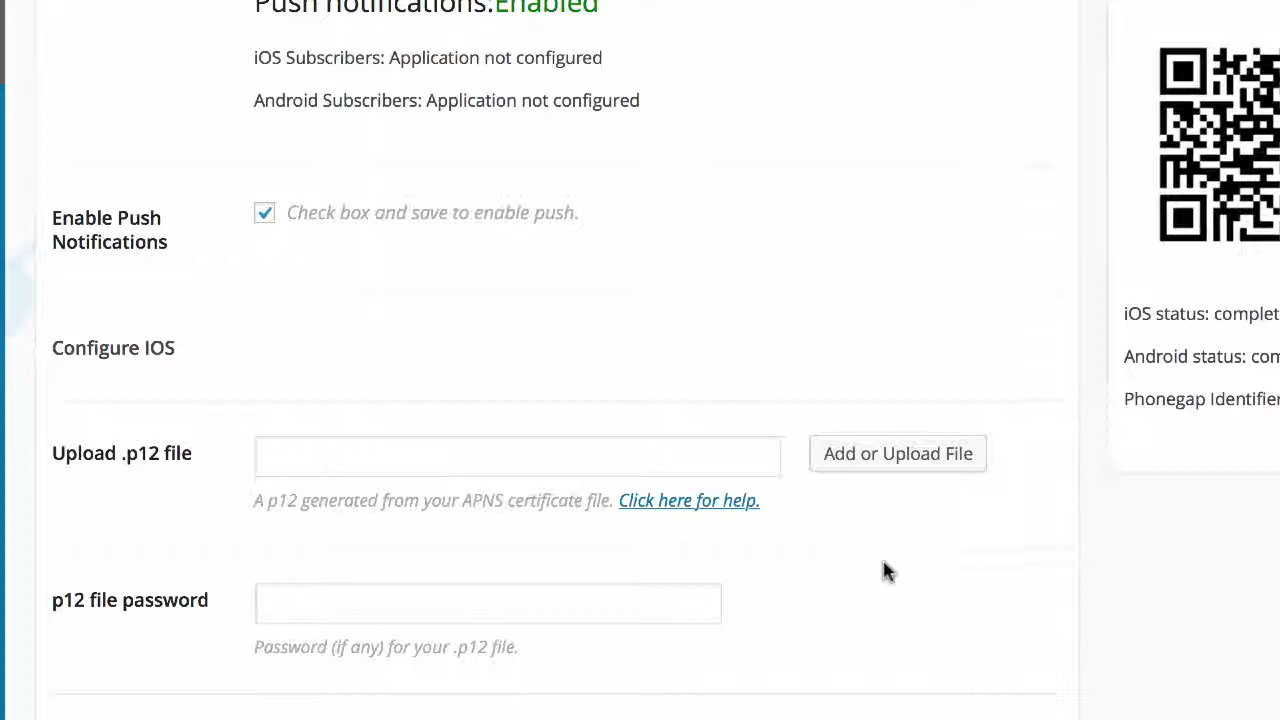 Push notifications:Enabled
iOS Subscribers: Application not configured
Android Subscribers: Application not configured
Enable Push
Notifications
Check box and save to enable push.
Configure IOS
Upload .p12 file
Add or Upload File
A p12 generated from your APNS certificate file. Click here for help.
p12 file password
Password (if any) for your .p12 file.
iOS status: complet
Android status: com
Phonegap Identifier